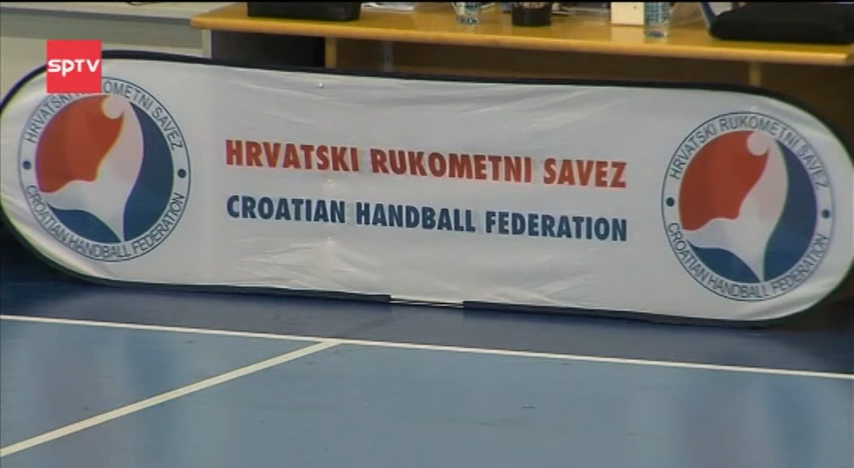 SPTV
HRVATSKI RUKOMETNI SAVEZ
CROATIAN HANDBALL FEDERATION
HRVATSKI RUKOMETNI SAVEZ
CROATIAN HANDBALL FEDERATION
HRVATSKI RUKOMETNI SAVEZ
CROATIAN HANDBALL FEDERATION